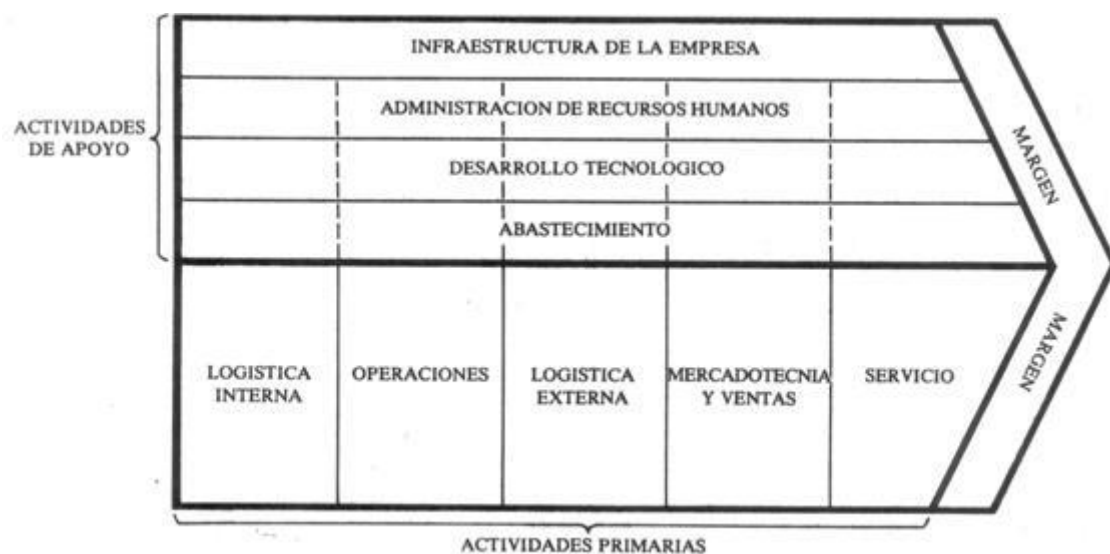 INFRAESTRUCTURA DE LA EMPRESA
ADMINISTRACION DE RECURSOS HUMANOS
ACTIVIDADES
DE APOYO
DESARROLLO TECNOLOGICO
ABASTECIMIENTO
MARGEN
LOGISTICA
INTERNA
OPERACIONES
LOGISTICA
EXTERNA
MERCADOTECNIA
Y VENTAS
SERVICIO
MARGEN
ACTIVIDADES PRIMARIAS